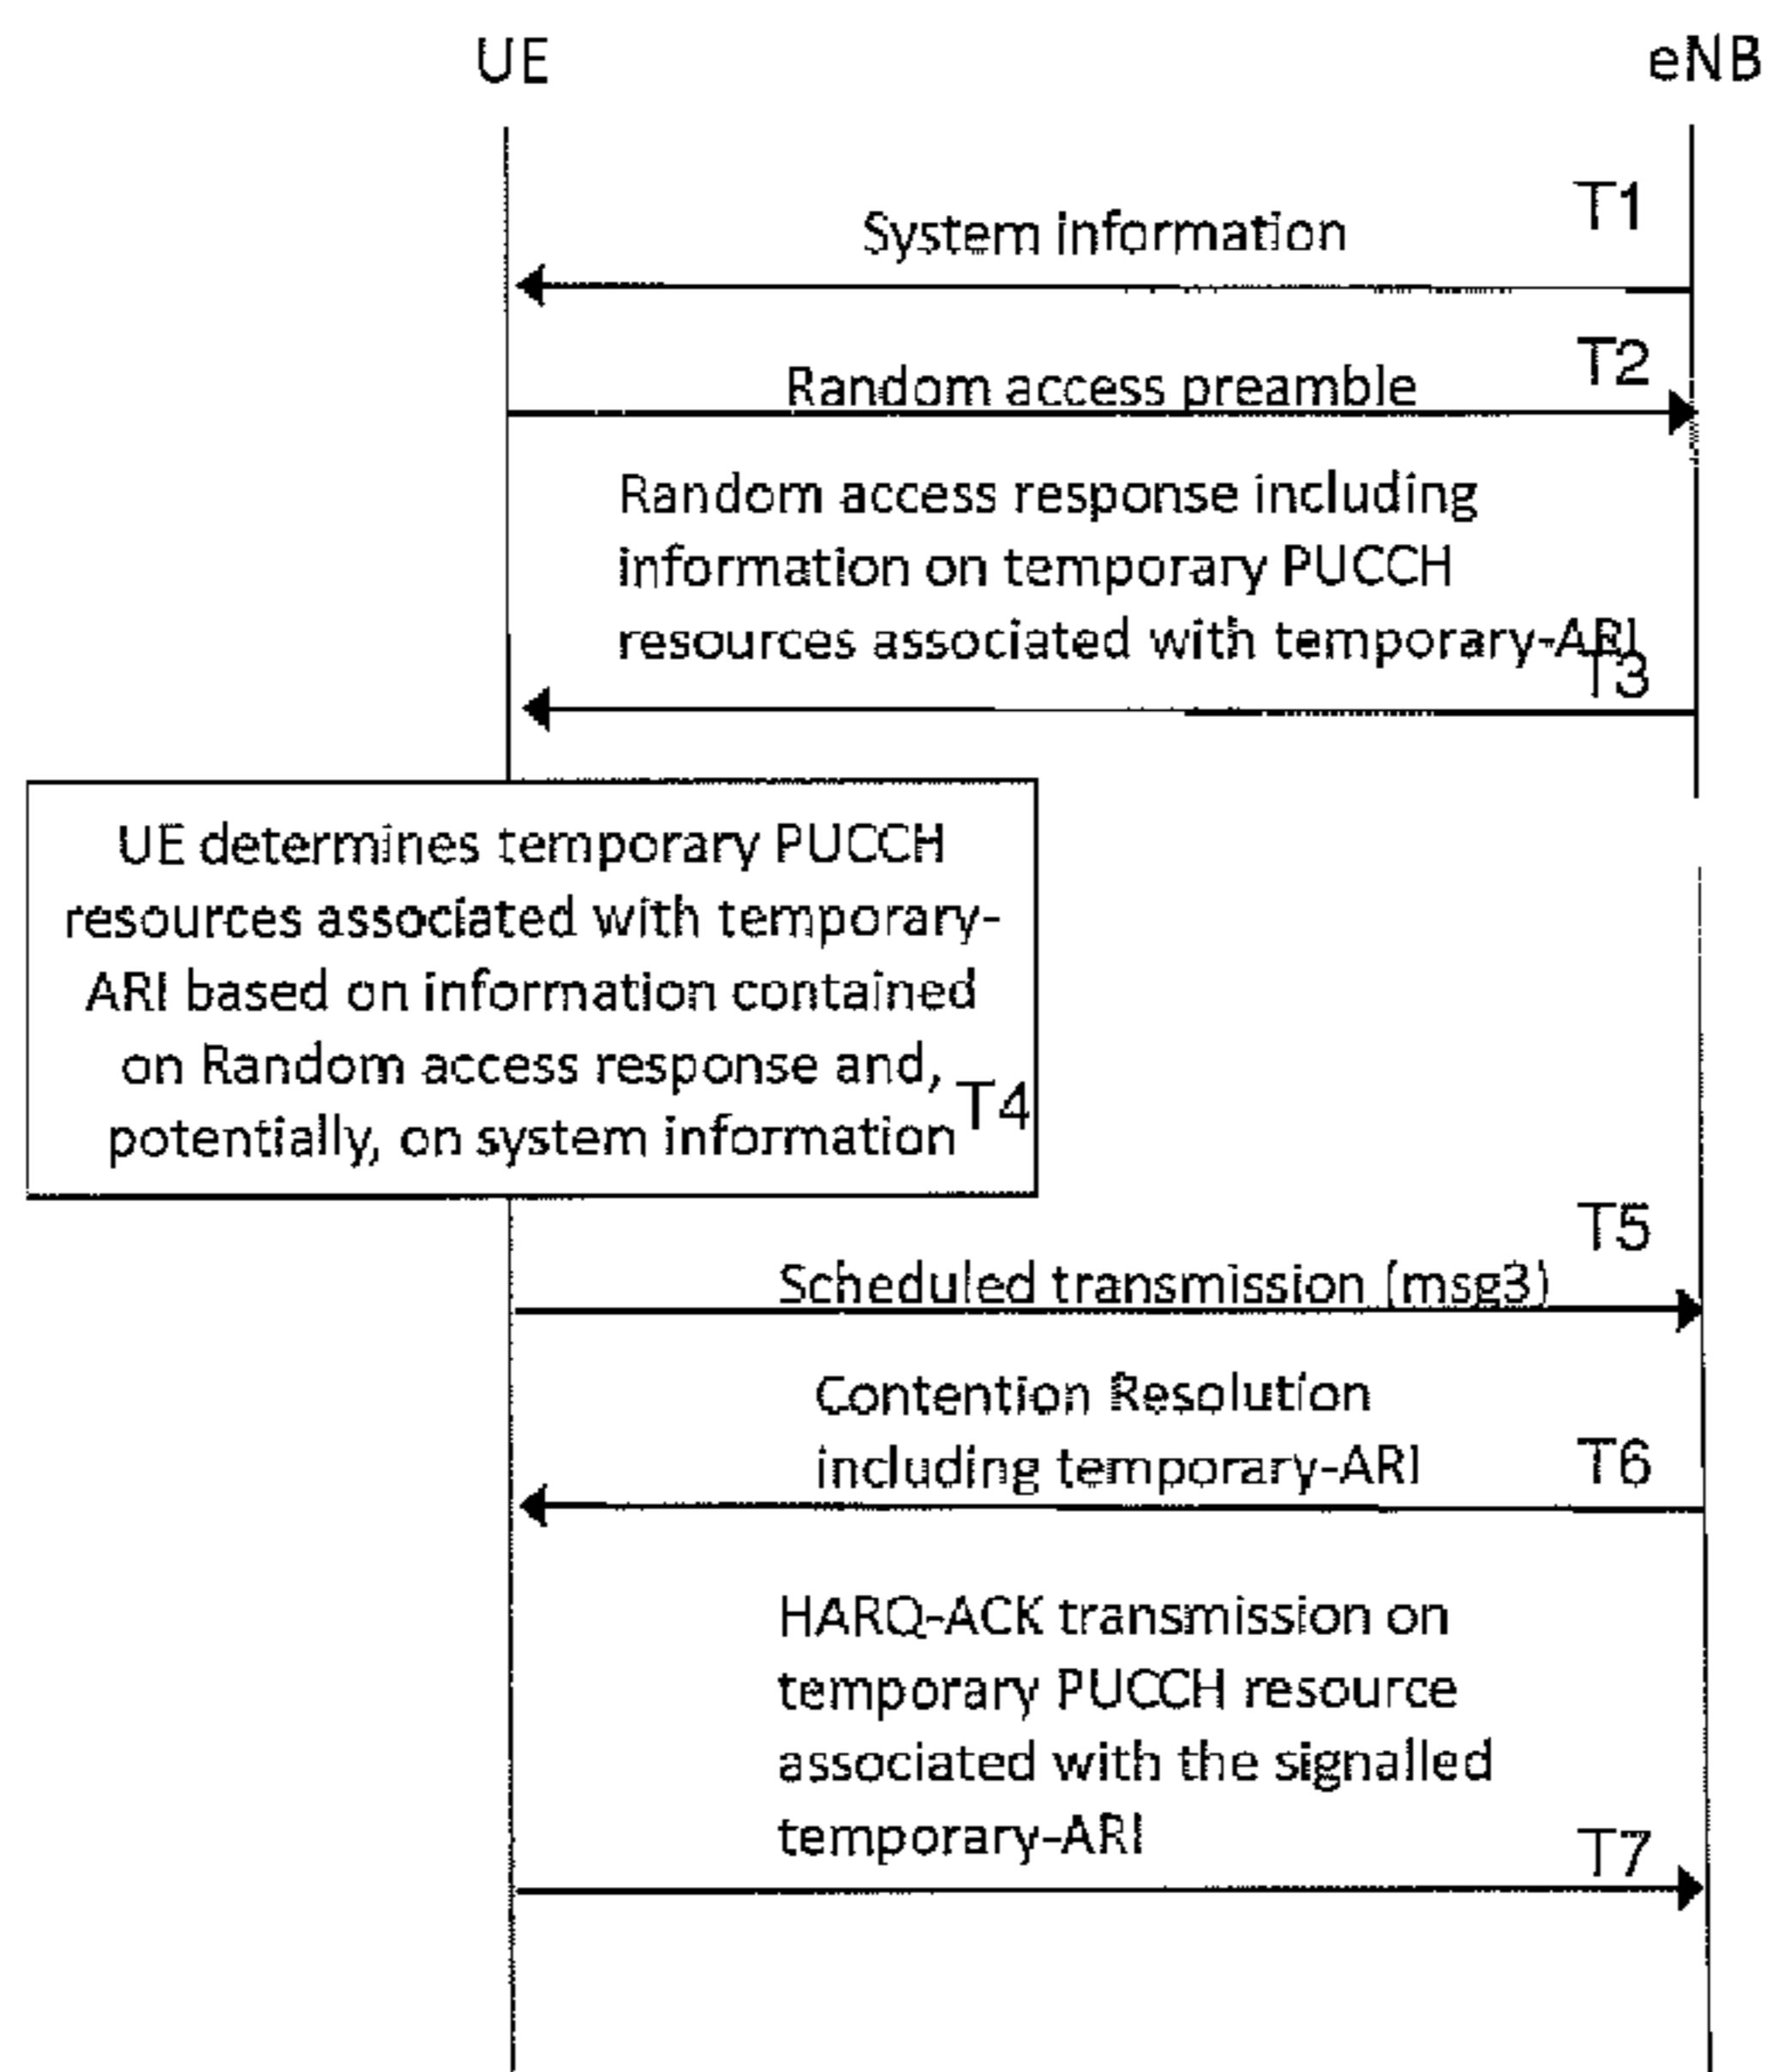 UE
eNB
T1
System information
T2
Random access preamble
Random access response including
information on temporary PUCCH
resources associated with temporary-ARI
T3
UE determines temporary PUCCH
resources associated with temporary-
ARI based on information contained
on Random access response and,
potentially, on system information
T4
T5
Scheduled transmission (msg3)
Contention Resolution
including temporary-ARI
T6
HARQ-ACK transmission on
temporary PUCCH resource
associated with the signalled
temporary-ARI
T7